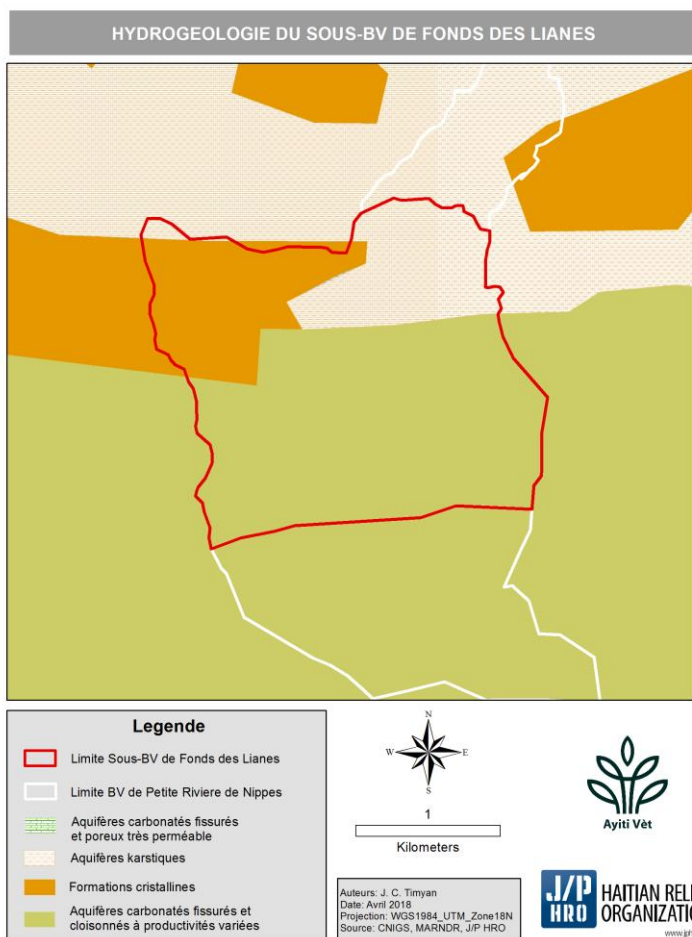 HYDROGEOLOGIE DU SOUS-BV DE FONDS DES LIANES
Legende
Limite Sous-BV de Fonds des Lianes
Limite BV de Petite Riviere de Nippes
Aquifères carbonatés fissurés
et poreux très perméable
Aquifères karstiques
Formations cristallines
Aquifères carbonatés fissurés et
cloisonnés à productivités variées
N
W
E
S
1
Kilometers
Auteurs: J. C. Timyan
Date: Avril 2018
Projection: WGS1984_UTM_Zone18N
Source: CNIGS, MARNDR, J/P HRO
Ayiti Vèt
J/P
HRO
HAITIAN RELI
ORGANIZATIO